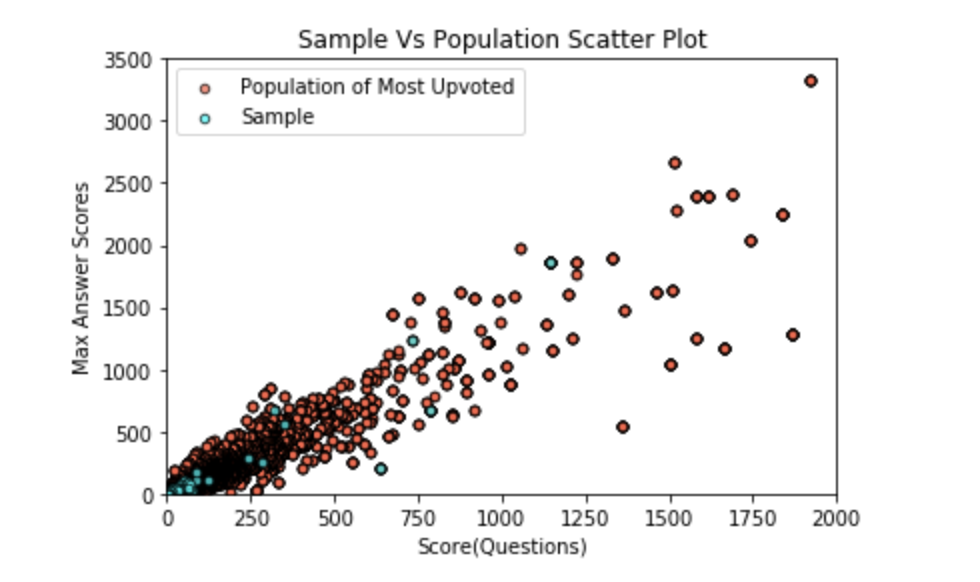 Sample Vs Population Scatter Plot
3500
3000
2500
2000
1500
1000
500
0
Max Answer Scores
Population of Most Upvoted
Sample
0 250 500 750 1000 1250 1500 1750 2000
Score(Questions)